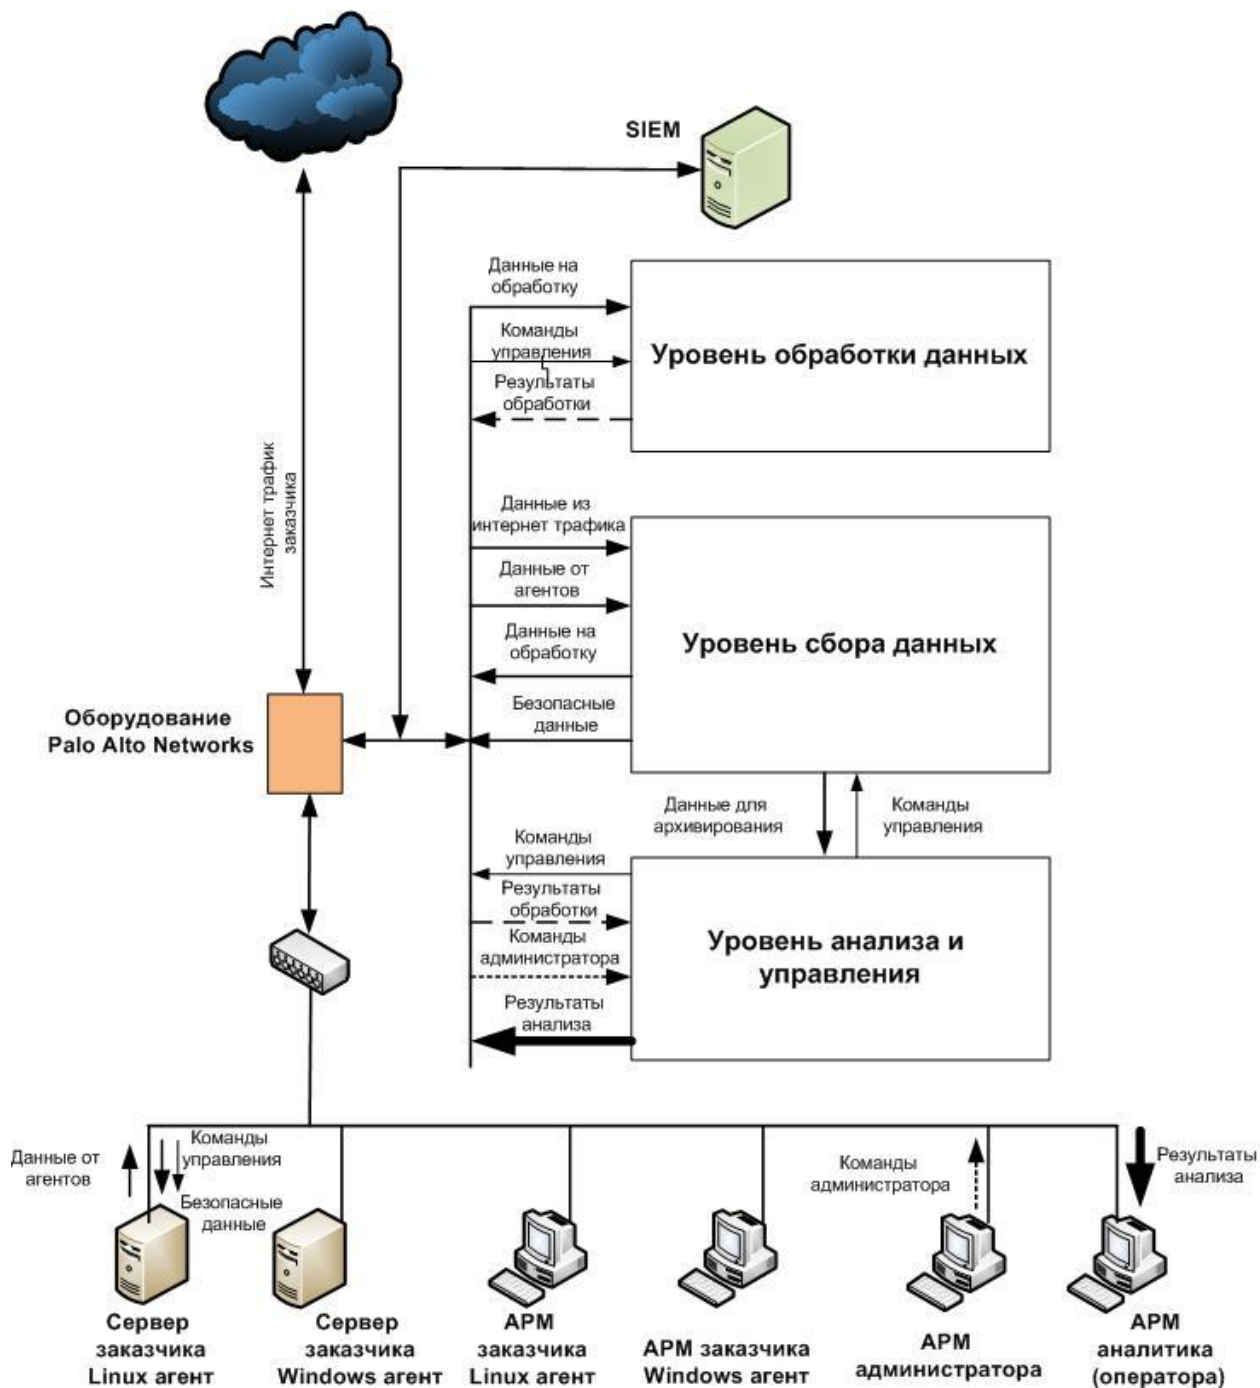 SIEM
Данные на
обработку
Команды
управления
Результаты
обработки
Уровень обработки данных
Интернет трафик
заказчика
Данные из
интернет трафика
Данные от
агентов
Данные на
обработку
Безопасные
данные
Уровень сбора данных
Оборудование
Palo Alto Networks
Данные для
архивирования
Команды
управления
Команды
управления
Результаты
обработки
Команды
администратора
Результаты
анализа
Уровень анализа и
управления
Данные от
агентов
Команды
управления
Безопасные
данные
Команды
администратора
Результаты
анализа
Сервер
заказчика
Linux агент
Сервер
заказчика
Windows агент
АРМ
заказчика
Linux агент
АРМ заказчика
Windows агент
АРМ
администратора
АРМ
аналитика
(оператора)